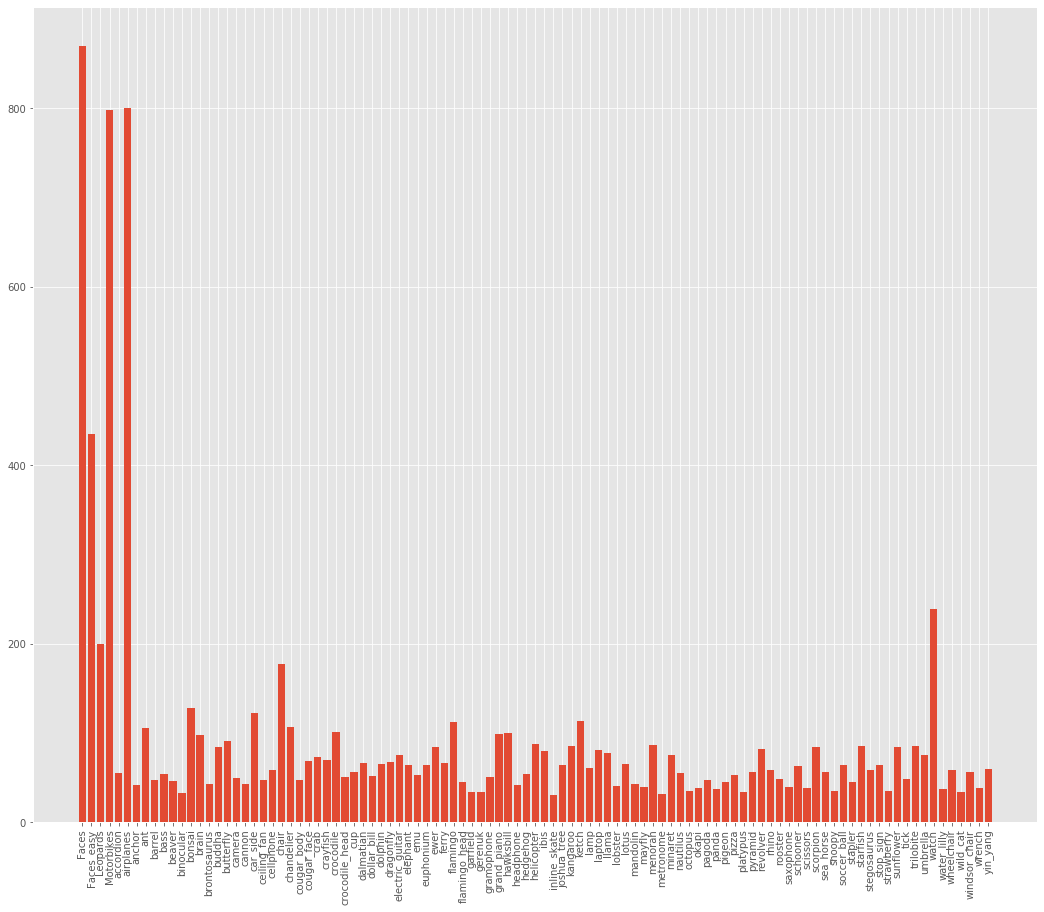 800
600
400
200
0
Faces
Faces_easy
Leopards
Motorbikes
accordion
airplanes
anchor
ant
barrel
bass
beaver
binocular
bonsai
brain
brontosaurus
buddha
butterfly
camera
cannon
car_side
ceiling_fan
cellphone
chair
chandelier
cougar_body
cougar_face
crab
crayfish
crocodile
crocodile_head
cup
dalmatian
dollar_bill
dolphin
dragonfly
electric_guitar
elephant
emu
euphonium
ewer
ferry
flamingo
flamingo_head
garfield
gerenuk
gramophone
grand_piano
hawksbill
headphone
hedgehog
helicopter
ibis
inline_skate
joshua_tree
kangaroo
ketch
lamp
laptop
llama
lobster
lotus
mandolin
mayfly
menorah
metronome
minaret
nautilus
octopus
okapi
pagoda
panda
pigeon
pizza
platypus
pyramid
revolver
rhino
rooster
saxophone
schooner
scissors
scorpion
sea_horse
snoopy
soccer_ball
stapler
starfish
stegosaurus
stop_sign
strawberry
sunflower
tick
trilobite
umbrella
watch
water_lilly
wheelchair
wild_cat
windsor_chair
wrench
yin_yang